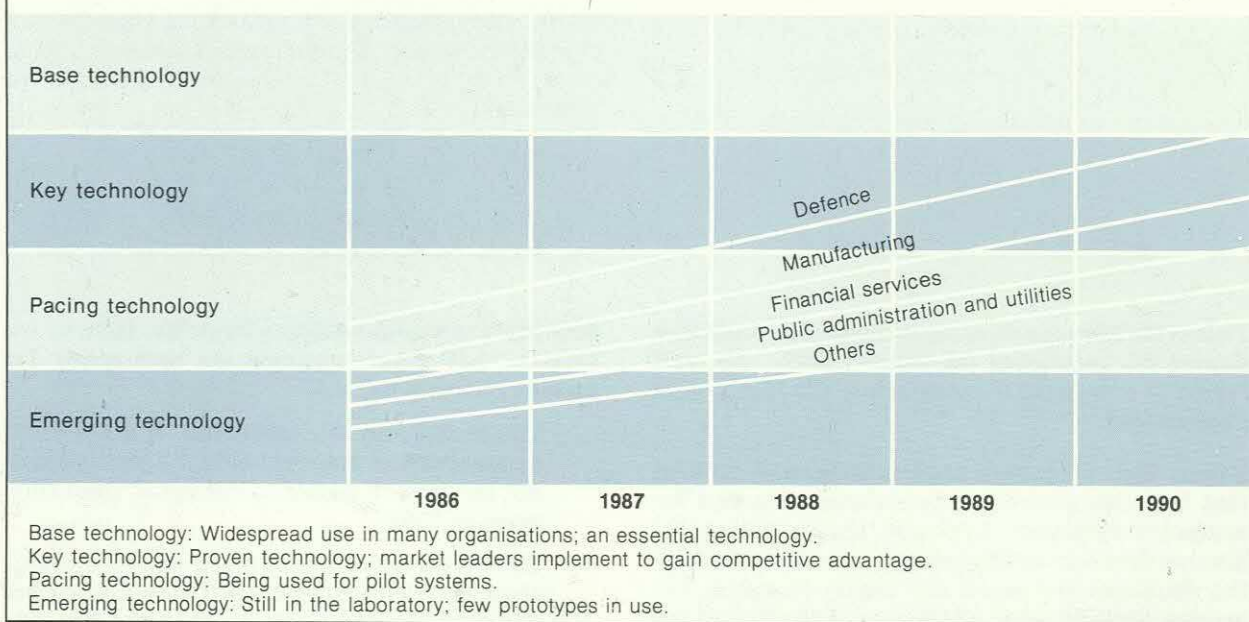 Base technology
Key technology
Pacing technology
Emerging technology
Defence
Manufacturing
Financial services
Public administration and utilities
Others
1986 1987 1988 1989 1990
Base technology: Widespread use in many organisations; an essential technology.
Key technology: Proven technology; market leaders implement to gain competitive advantage.
Pacing technology: Being used for pilot systems.
Emerging technology: Still in the laboratory; few prototypes in use.